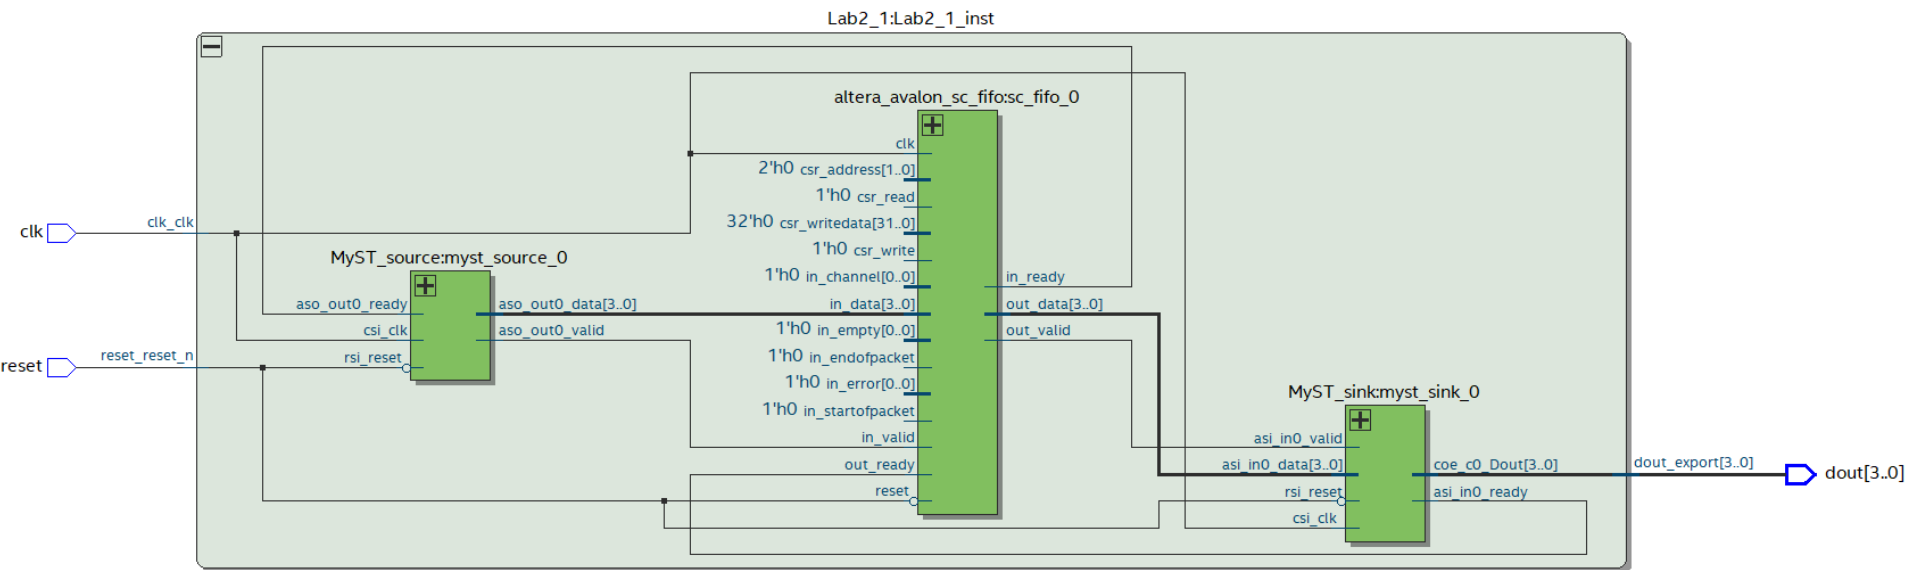 Lab2_1:Lab2_1_inst
altera_avalon_sc_fifo:sc_fifo_0
clk
2'h0 csr_address[1..0]
1'h0 csr_read
32'h0 csr_writedata[31..0]
1'h0 csr_write
1'h0 in_channel[0..0]
in_data[3..0]
1'h0 in_empty[0..0]
1'h0 in_endofpacket
1'h0 in_error[0..0]
1'h0 in_startofpacket
in_valid
out_ready
reset
in_ready
out_data[3..0]
out_valid
clk
clk_clk
reset
reset_reset_n
MyST_source:myst_source_0
aso_out0_ready
csi_clk
rsi_reset
aso_out0_data[3..0]
aso_out0_valid
MyST_sink:myst_sink_0
asi_in0_valid
asi_in0_data[3..0]
rsi_reset
csi_clk
coe_c0_Dout[3..0]
asi_in0_ready
dout_export[3..0]
dout[3..0]